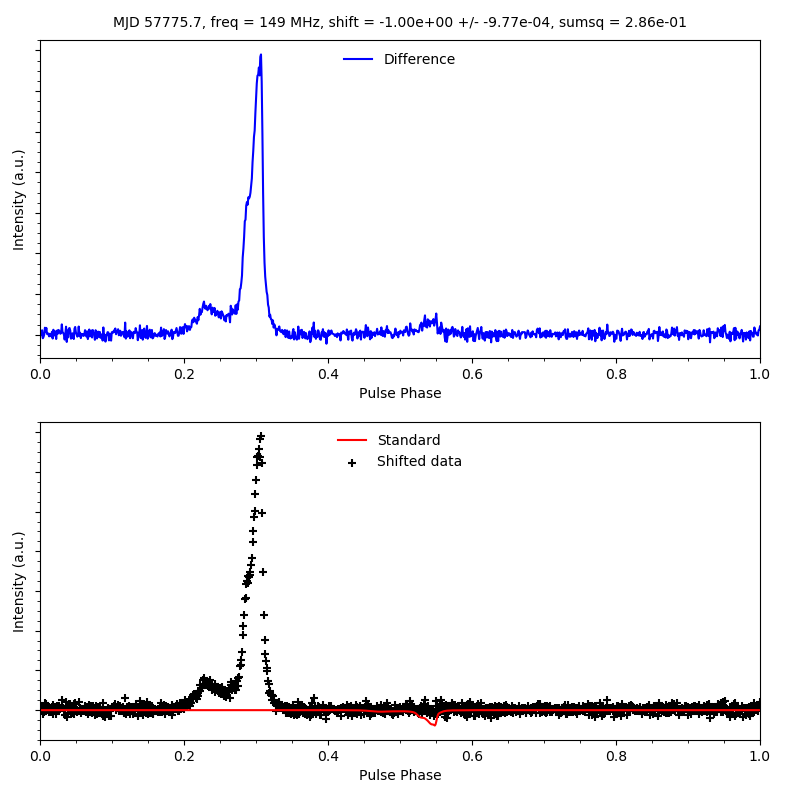 MJD 57775.7, freq = 149 MHz, shift = -1.00e+00 +/- -9.77e-04, sumsq = 2.86e-01
Difference
Intensity (a.u.)
0.0 0.2 0.4 0.6 0.8 1.0
Pulse Phase
Standard
Shifted data
Intensity (a.u.)
0.0 0.2 0.4 0.6 0.8 1.0
Pulse Phase